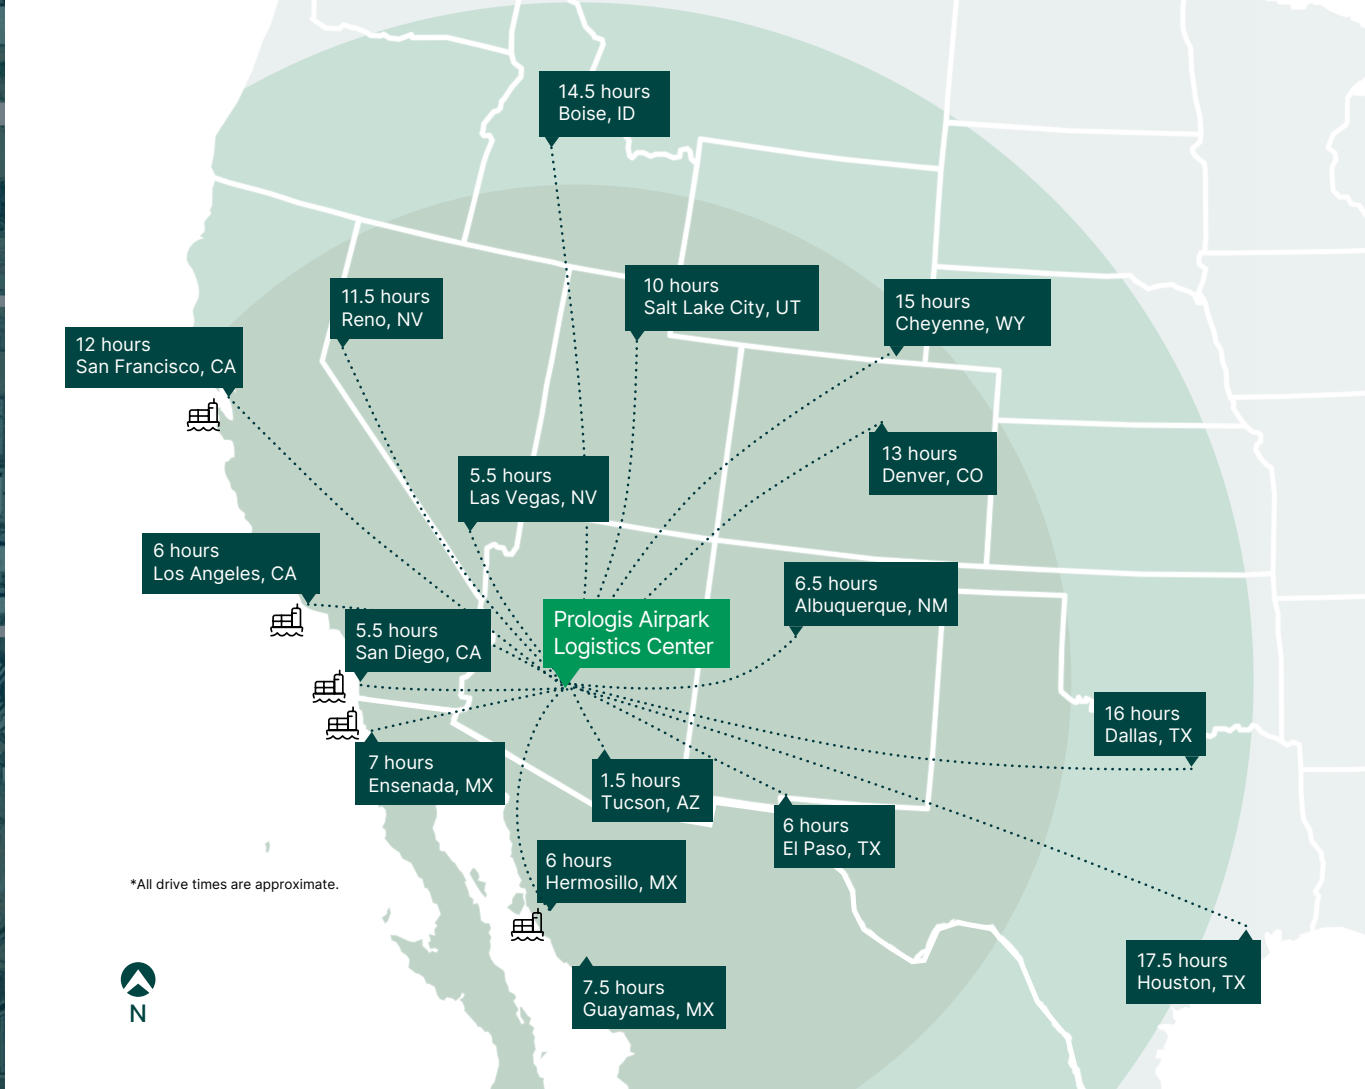 14.5 hours
Boise, ID
10 hours
Salt Lake City, UT
11.5 hours
Reno, NV
15 hours
Cheyenne, WY
12 hours
San Francisco, CA
13 hours
Denver, CO
5.5 hours
Las Vegas, NV
6 hours
Los Angeles, CA
6.5 hours
Albuquerque, NM
Prologis Airpark
Logistics Center
5.5 hours
San Diego, CA
16 hours
Dallas, TX
7 hours
Ensenada, MX
1.5 hours
Tucson, AZ
6 hours
El Paso, TX
6 hours
Hermosillo, MX
*All drive times are approximate.
17.5 hours
Houston, TX
7.5 hours
Guayamas, MX
N